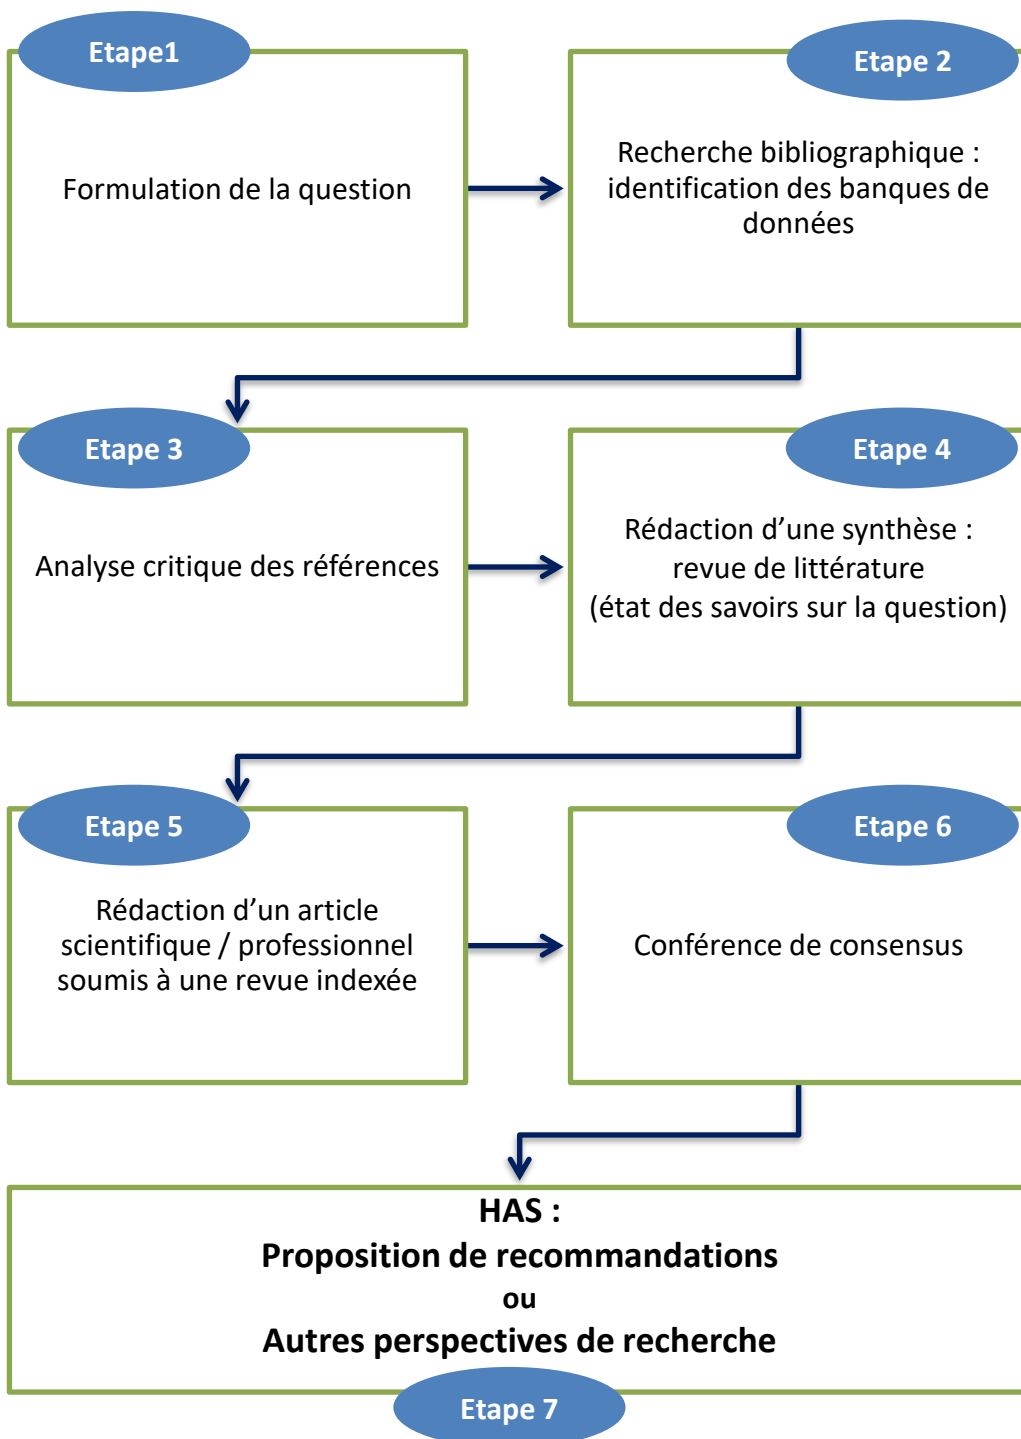 Etape1
Formulation de la question
Etape 2
Recherche bibliographique :
identification des banques de
données
Etape 3
Analyse critique des références
Etape 4
Rédaction d’une synthèse :
revue de littérature
(état des savoirs sur la question)
Etape 5
Rédaction d’un article
scientifique / professionnel
soumis à une revue indexée
Etape 6
Conférence de consensus
HAS :
Proposition de recommandations
ou
Autres perspectives de recherche
Etape 7